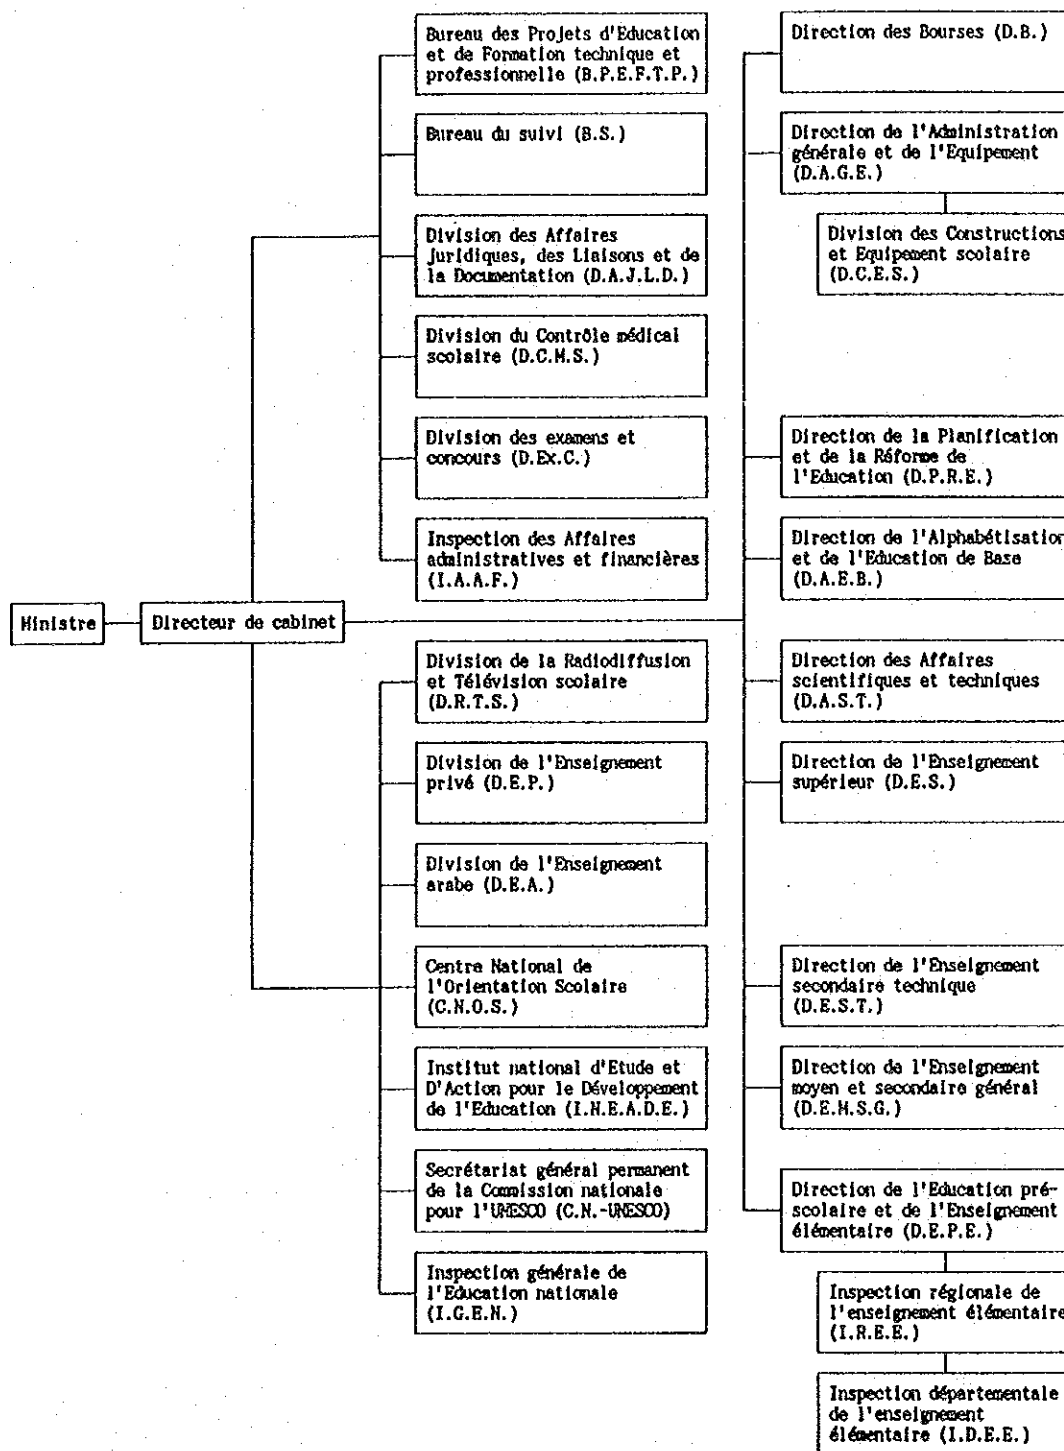 Bureau des Projets d'Education
et de Formation technique et
professionnelle (B.P.E.F.T.P.)
Bureau du suivi (B.S.)
Division des Affaires
Juridiques, des Liaisons et de
la Documentation (D.A.J.L.D.)
Division du Contrôle médical
scolaire (D.C.M.S.)
Division des examens et
concours (D.Ex.C.)
Inspection des Affaires
administratives et financières
(I.A.A.F.)
Ministre
Directeur de cabinet
Division de la Radiodiffusion
et Télévision scolaire
(D.R.T.S.)
Division de l'Enseignement
privé (D.E.P.)
Division de l'Enseignement
arabe (D.E.A.)
Centre National de
l'Orientation Scolaire
(C.N.O.S.)
Institut national d'Etude et
D'Action pour le Développement
de l'Education (I.N.E.A.D.E.)
Secrétariat général permanent
de la Commission nationale
pour l'UNESCO (C.N.-UNESCO)
Inspection générale de
l'Education nationale
(I.G.E.N.)
Direction des Bourses (D.B.)
Direction de l'Administration
générale et de l'Equipement
(D.A.G.E.)
Division des Constructions
et Equipement scolaire
(D.C.E.S.)
Direction de la Planification
et de la Réforme de
l'Education (D.P.R.E.)
Direction de l'Alphabétisation
et de l'Education de Base
(D.A.E.B.)
Direction des Affaires
scientifiques et techniques
(D.A.S.T.)
Direction de l'Enseignement
supérieur (D.E.S.)
Direction de l'Enseignement
secondaire technique
(D.E.S.T.)
Direction de l'Enseignement
moyen et secondaire général
(D.E.M.S.G.)
Direction de l'Education pré-
scolaire et de l'Enseignement
élémentaire (D.E.P.E.)
Inspection régionale de
l'enseignement élémentaire
(I.R.E.E.)
Inspection départementale
de l'enseignement
élémentaire (I.D.E.E.)